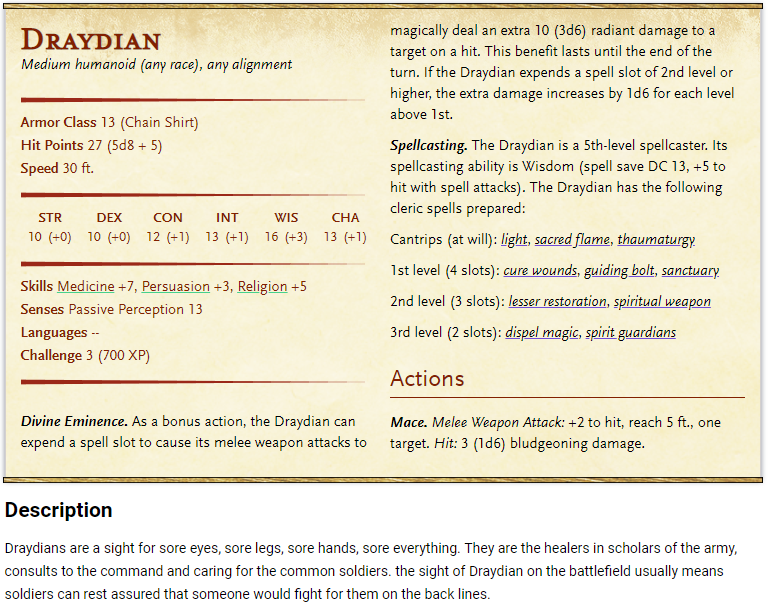 DRAYDIAN
Medium humanoid (any race), any alignment
Armor Class 13 (Chain Shirt)
Hit Points 27 (5d8 + 5)
Speed 30 ft.
STR DEX CON INT WIS CHA
10 (+0) 10 (+0) 12 (+1) 13 (+1) 16 (+3) 13 (+1)
Skills Medicine +7, Persuasion +3, Religion +5
Senses Passive Perception 13
Languages --
Challenge 3 (700 XP)
Divine Eminence. As a bonus action, the Draydian can
expend a spell slot to cause its melee weapon attacks to
magically deal an extra 10 (3d6) radiant damage to a
target on a hit. This benefit lasts until the end of the
turn. If the Draydian expends a spell slot of 2nd level or
higher, the extra damage increases by 1d6 for each level
above 1st.
Spellcasting. The Draydian is a 5th-level spellcaster. Its
spellcasting ability is Wisdom (spell save DC 13, +5 to
hit with spell attacks). The Draydian has the following
cleric spells prepared:
Cantrips (at will): light, sacred flame, thaumaturgy
1st level (4 slots): cure wounds, guiding bolt, sanctuary
2nd level (3 slots): lesser restoration, spiritual weapon
3rd level (2 slots): dispel magic, spirit guardians
Actions
Mace. Melee Weapon Attack: +2 to hit, reach 5 ft., one
target. Hit: 3 (1d6) bludgeoning damage.
Description
Draydians are a sight for sore eyes, sore legs, sore hands, sore everything. They are the healers in scholars of the army,
consults to the command and caring for the common soldiers. the sight of Draydian on the battlefield usually means
soldiers can rest assured that someone would fight for them on the back lines.